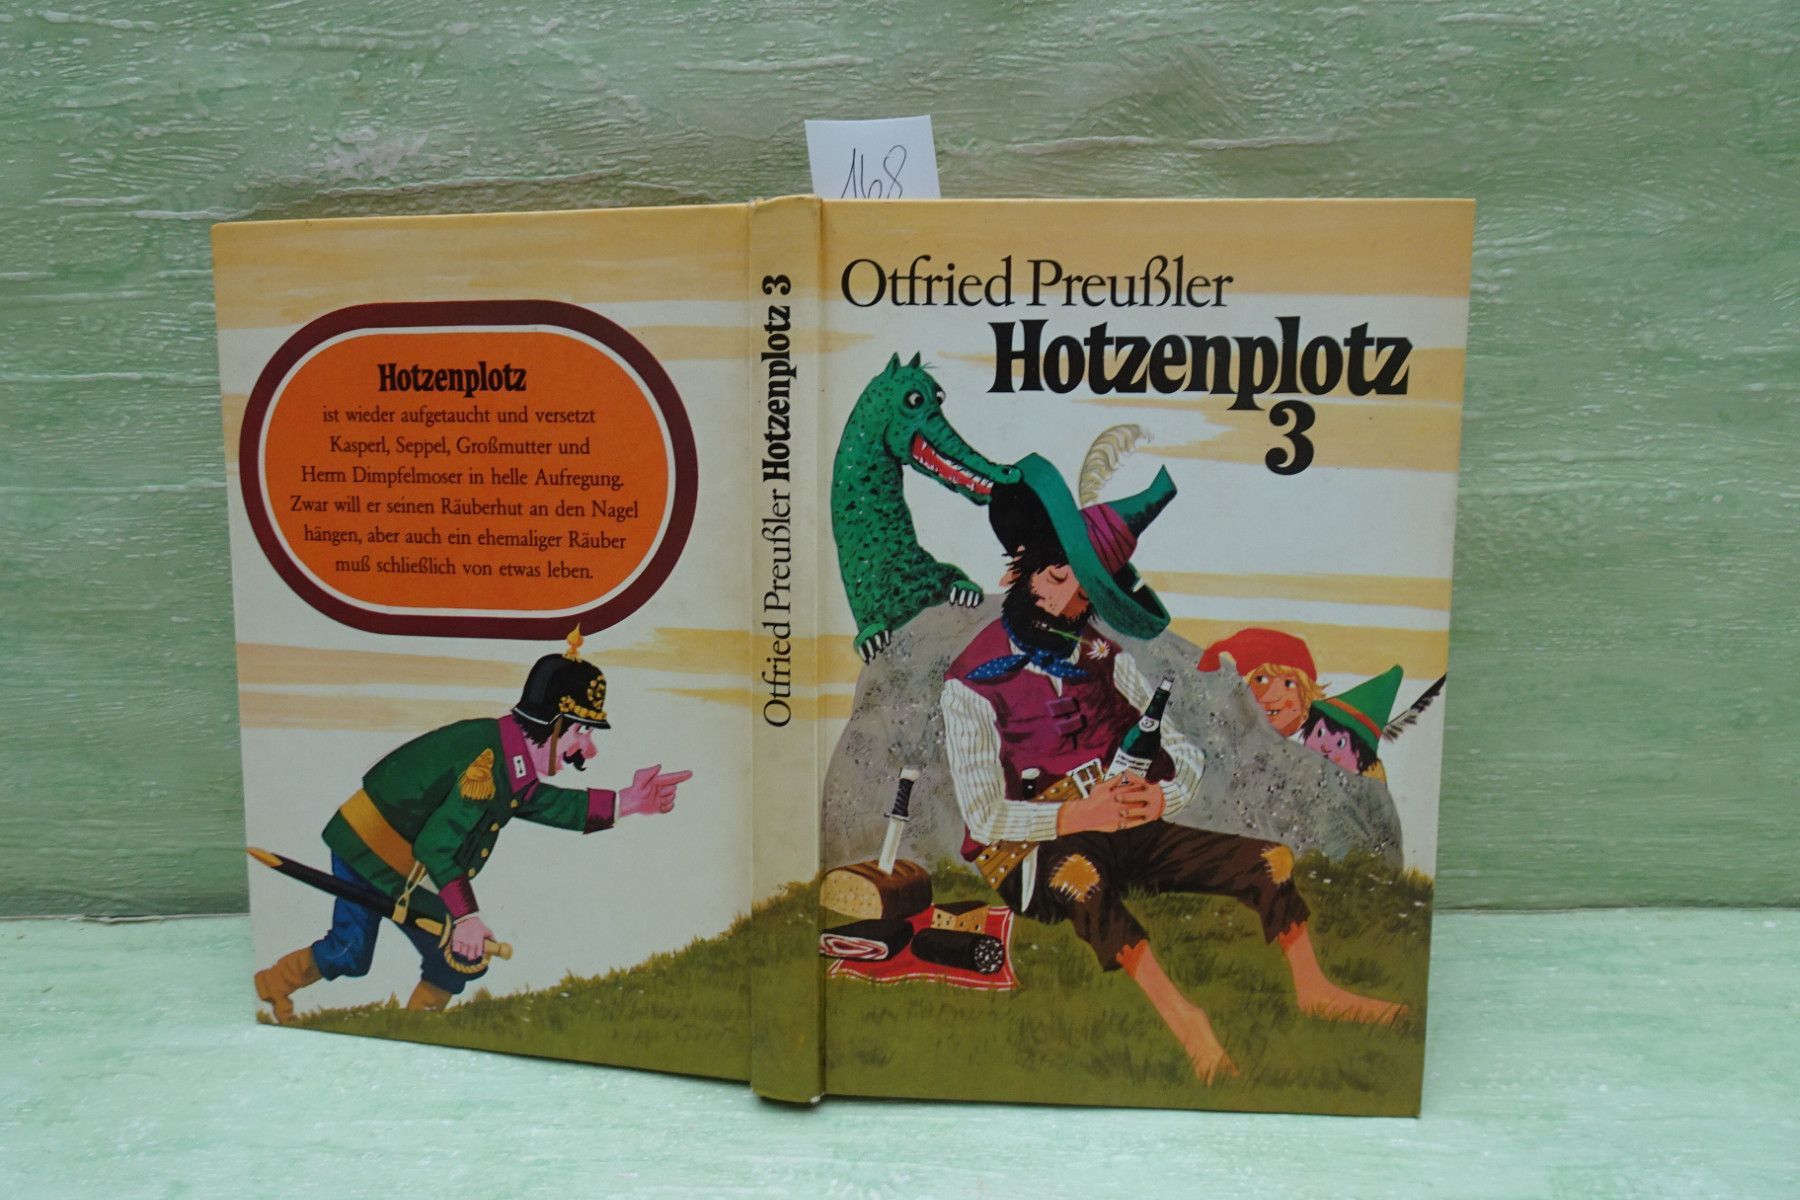 168
Otfried Preußler
Hotzenplotz
3
Otfried Preußler Hotzenplotz 3
Hotzenplotz
ist wieder aufgetaucht und versetzt
Kasperl, Seppel, Großmutter und
Herrn Dimpfelmoser in helle Aufregung.
Zwar will er seinen Räuberhut an den Nagel
hängen, aber auch ein ehemaliger Räuber
muß schließlich von etwas leben.